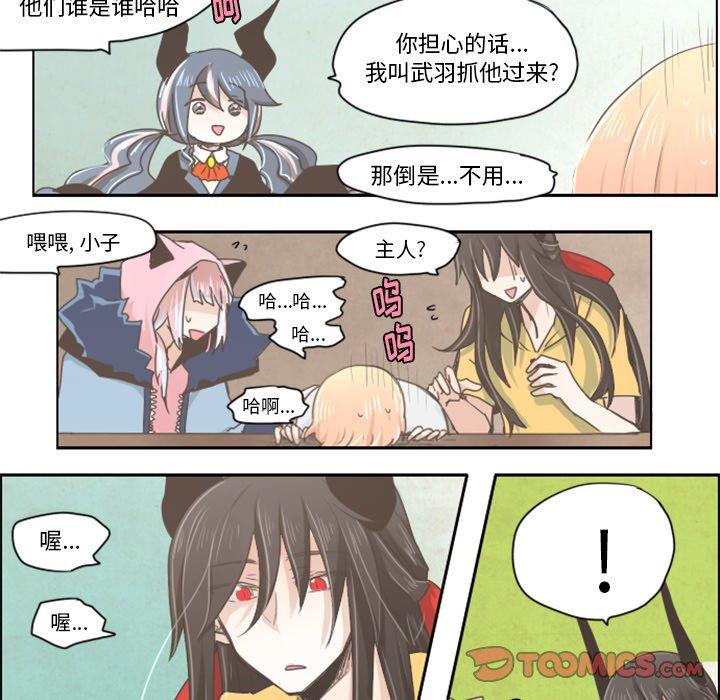 他们谁是谁哈哈
呵
你担心的话...
我叫武羽抓他过来?
那倒是...不用...
喂喂, 小子
主人?
哈...哈...
哈...
呜
呜
哈啊...
喔...
喔...
!
TOOMICS.COM